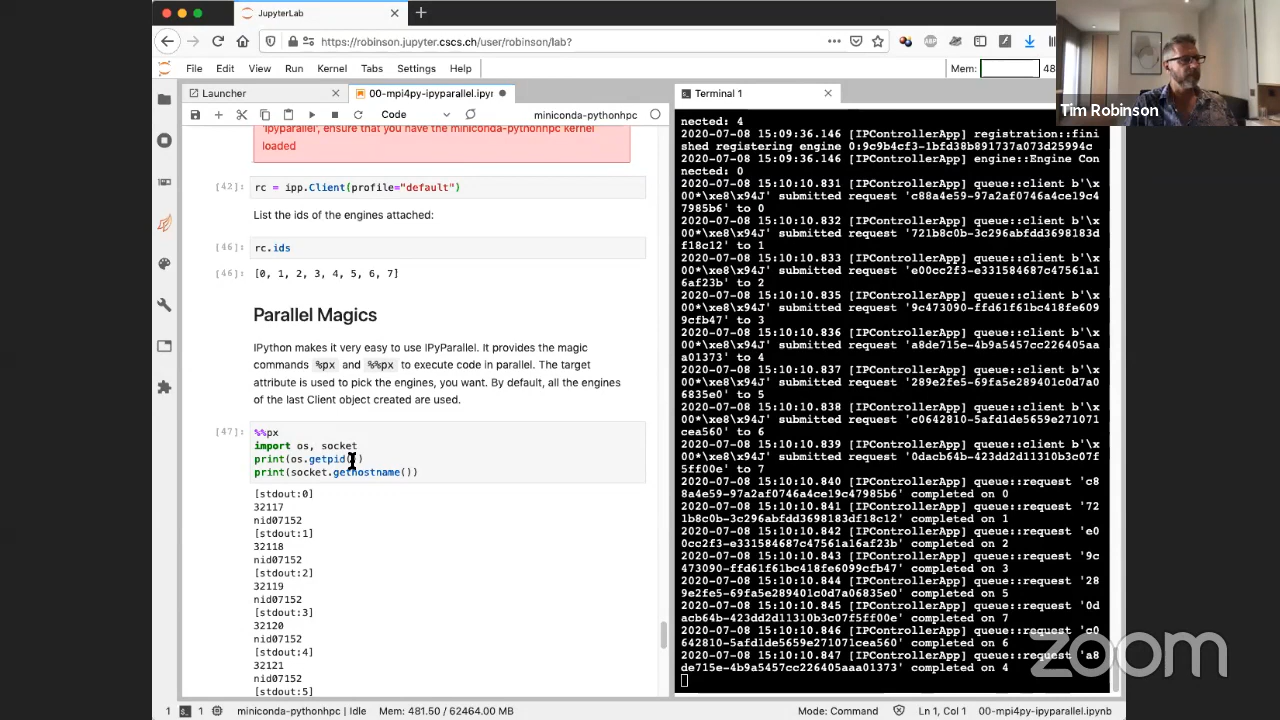 JupyterLab
https://robinson.jupyter.cscs.ch/user/robinson/lab?
File Edit View Run Kernel Tabs Settings Help
Mem: 48
Tim Robinson
Launcher
00-mpi4py-ipyparallel.ipyn
Code
miniconda-pythonhpc
'ipyparallel', ensure that you have the miniconda-pythonhpc kernel
loaded
[42]: rc = ipp.Client(profile="default")
List the ids of the engines attached:
[46]: rc.ids
[46]: [0, 1, 2, 3, 4, 5, 6, 7]
Parallel Magics
IPython makes it very easy to use IPyParallel. It provides the magic
commands %px and %%px to execute code in parallel. The target
attribute is used to pick the engines, you want. By default, all the engines
of the last Client object created are used.
[47]: %%px
import os, socket
print(os.getpid())
print(socket.gethostname())
[stdout:0]
32117
nid07152
[stdout:1]
32118
nid07152
[stdout:2]
32119
nid07152
[stdout:3]
32120
nid07152
[stdout:4]
32121
nid07152
[stdout:5]
Terminal 1
nected: 4
2020-07-08 15:09:36.146 [IPControllerApp] registration::fini
shed registering engine 0:9c9b4cf3-1bfd38b891737a073d25994c
2020-07-08 15:09:36.146 [IPControllerApp] engine::Engine Con
nected: 0
2020-07-08 15:10:10.831 [IPControllerApp] queue::client b'\x
00*\xe8\x94J' submitted request 'c88a4e59-97a2af0746a4ce19c4
7985b6' to 0
2020-07-08 15:10:10.832 [IPControllerApp] queue::client b'\x
00*\xe8\x94J' submitted request '721b8c0b-3c296abfdd3698183d
f18c12' to 1
2020-07-08 15:10:10.833 [IPControllerApp] queue::client b'\x
00*\xe8\x94J' submitted request 'e00cc2f3-e331584687c47561a1
6af23b' to 2
2020-07-08 15:10:10.835 [IPControllerApp] queue::client b'\x
00*\xe8\x94J' submitted request '9c473090-ffd61f61bc418fe609
9cfb47' to 3
2020-07-08 15:10:10.836 [IPControllerApp] queue::client b'\x
00*\xe8\x94J' submitted request 'a8de715e-4b9a5457cc226405aa
a01373' to 4
2020-07-08 15:10:10.837 [IPControllerApp] queue::client b'\x
00*\xe8\x94J' submitted request '289e2fe5-69fa5e289401c0d7a0
6835e0' to 5
2020-07-08 15:10:10.838 [IPControllerApp] queue::client b'\x
00*\xe8\x94J' submitted request 'c0642810-5afd1de5659e271071
cea560' to 6
2020-07-08 15:10:10.839 [IPControllerApp] queue::client b'\x
00*\xe8\x94J' submitted request '0dacb64b-423dd2d11310b3c07f
5ff00e' to 7
2020-07-08 15:10:10.840 [IPControllerApp] queue::request 'c8
8a4e59-97a2af0746a4ce19c47985b6' completed on 0
2020-07-08 15:10:10.841 [IPControllerApp] queue::request '72
1b8c0b-3c296abfdd3698183df18c12' completed on 1
2020-07-08 15:10:10.842 [IPControllerApp] queue::request 'e0
0cc2f3-e331584687c47561a16af23b' completed on 2
2020-07-08 15:10:10.843 [IPControllerApp] queue::request '9c
473090-ffd61f61bc418fe6099cfb47' completed on 3
2020-07-08 15:10:10.844 [IPControllerApp] queue::request '28
9e2fe5-69fa5e289401c0d7a06835e0' completed on 5
2020-07-08 15:10:10.845 [IPControllerApp] queue::request '0d
acb64b-423dd2d11310b3c07f5ff00e' completed on 7
2020-07-08 15:10:10.846 [IPControllerApp] queue::request 'c0
642810-5afd1de5659e271071cea560' completed on 6
2020-07-08 15:10:10.847 [IPControllerApp] queue::request 'a8
de715e-4b9a5457cc226405aaa01373' completed on 4
zoom
1 1 miniconda-pythonhpc | Idle Mem: 481.50 / 62464.00 MB Mode: Command Ln 1, Col 1 00-mpi4py-ipyparallel.ipynb